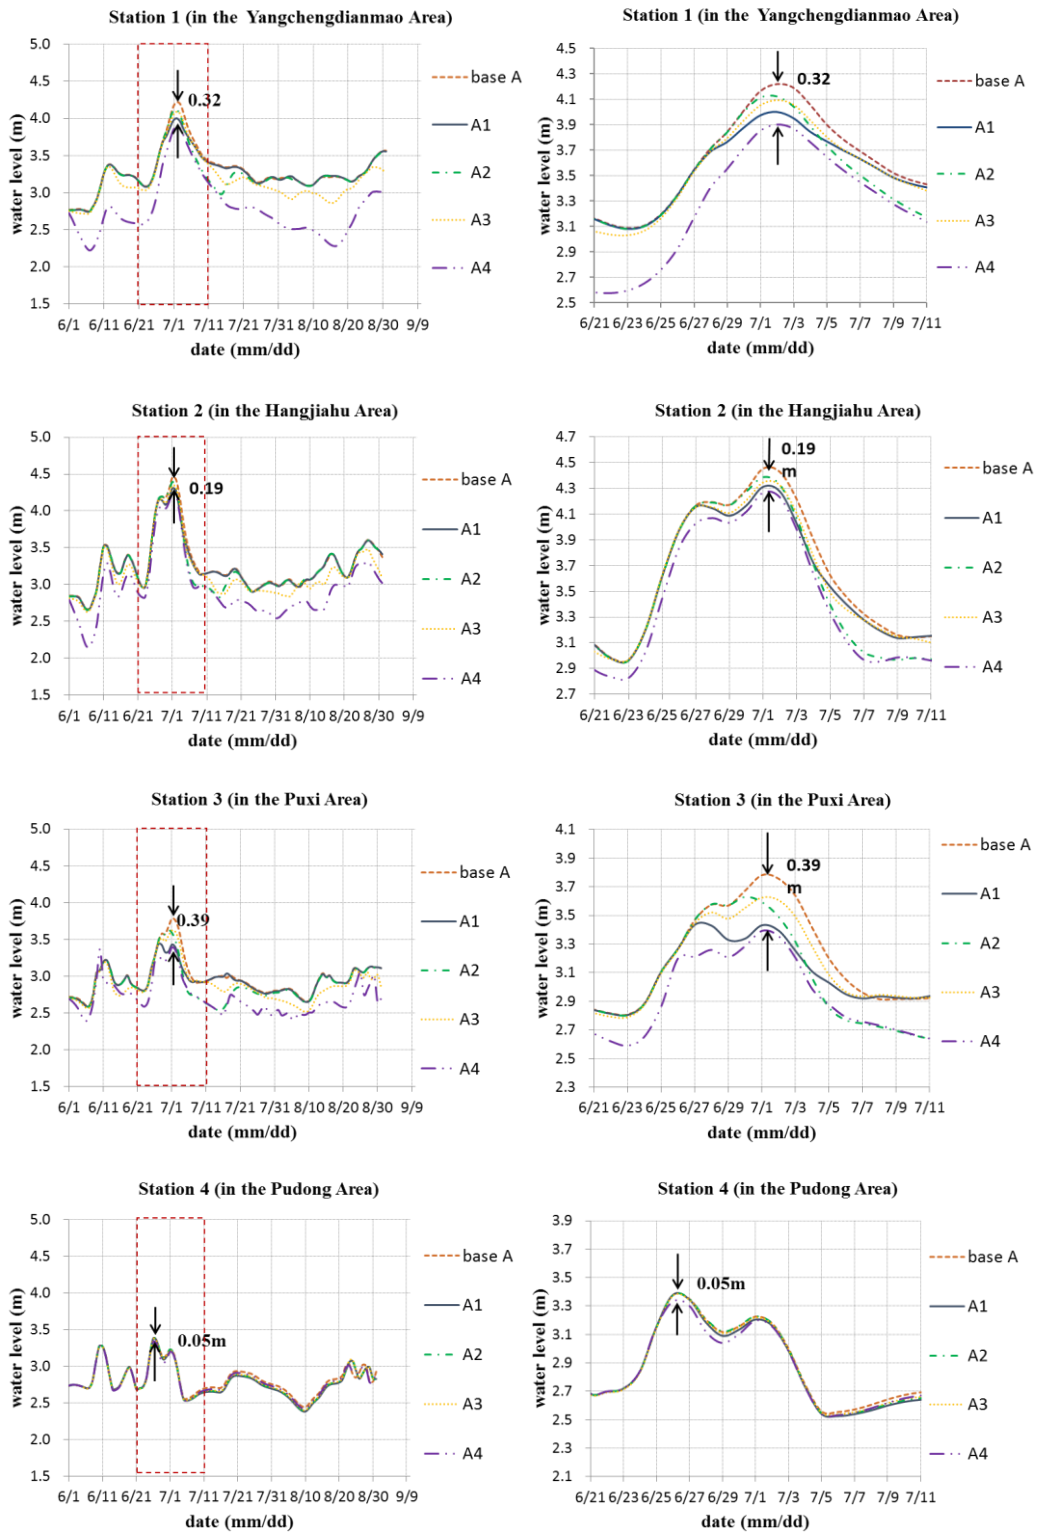 Station 1 (in the Yangchengdianmao Area)
5.0
4.5
4.0
3.5
3.0
2.5
2.0
1.5
water level (m)
0.32
6/1 6/11 6/21 7/1 7/11 7/21 7/31 8/10 8/20 8/30 9/9
date (mm/dd)
base A
A1
A2
A3
A4
Station 1 (in the Yangchengdianmao Area)
4.5
4.3
4.1
3.9
3.7
3.5
3.3
3.1
2.9
2.7
2.5
water level (m)
0.32
6/21 6/23 6/25 6/27 6/29 7/1 7/3 7/5 7/7 7/9 7/11
date (mm/dd)
base A
A1
A2
A3
A4
Station 2 (in the Hangjiahu Area)
5.0
4.5
4.0
3.5
3.0
2.5
2.0
1.5
water level (m)
0.19
6/1 6/11 6/21 7/1 7/11 7/21 7/31 8/10 8/20 8/30 9/9
date (mm/dd)
base A
A1
A2
A3
A4
Station 2 (in the Hangjiahu Area)
4.7
4.5
4.3
4.1
3.9
3.7
3.5
3.3
3.1
2.9
2.7
water level (m)
0.19
m
6/21 6/23 6/25 6/27 6/29 7/1 7/3 7/5 7/7 7/9 7/11
date (mm/dd)
base A
A1
A2
A3
A4
Station 3 (in the Puxi Area)
5.0
4.5
4.0
3.5
3.0
2.5
2.0
1.5
water level (m)
0.39
6/1 6/11 6/21 7/1 7/11 7/21 7/31 8/10 8/20 8/30 9/9
date (mm/dd)
base A
A1
A2
A3
A4
Station 3 (in the Puxi Area)
4.1
3.9
3.7
3.5
3.3
3.1
2.9
2.7
2.5
2.3
water level (m)
0.39
m
6/21 6/23 6/25 6/27 6/29 7/1 7/3 7/5 7/7 7/9 7/11
date (mm/dd)
base A
A1
A2
A3
A4
Station 4 (in the Pudong Area)
5.0
4.5
4.0
3.5
3.0
2.5
2.0
1.5
water level (m)
0.05m
6/1 6/11 6/21 7/1 7/11 7/21 7/31 8/10 8/20 8/30 9/9
date (mm/dd)
base A
A1
A2
A3
A4
Station 4 (in the Pudong Area)
3.9
3.7
3.5
3.3
3.1
2.9
2.7
2.5
2.3
2.1
water level (m)
0.05m
6/21 6/23 6/25 6/27 6/29 7/1 7/3 7/5 7/7 7/9 7/11
date (mm/dd)
base A
A1
A2
A3
A4